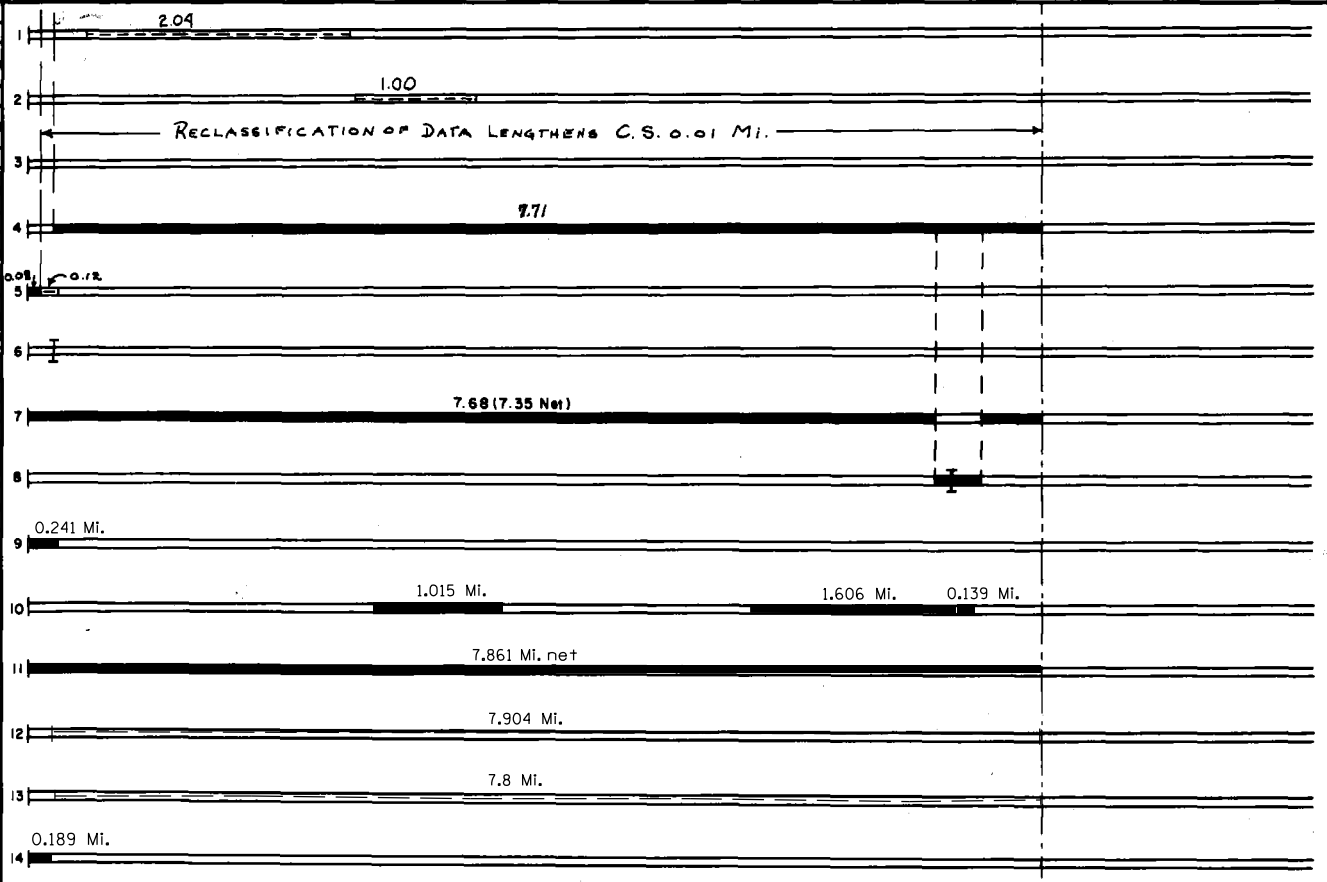 2.04
1
1.00
2
RECLASSIFICATION OF DATA LENGTHENS C.S. 0.01 MI.
3
7.71
4
0.08 0.12
5
6
7.68 (7.35 Net)
7
8
0.241 Mi.
9
1.015 Mi. 1.606 Mi. 0.139 Mi.
10
7.861 Mi. net
11
7.904 Mi.
12
7.8 Mi.
13
0.189 Mi.
14